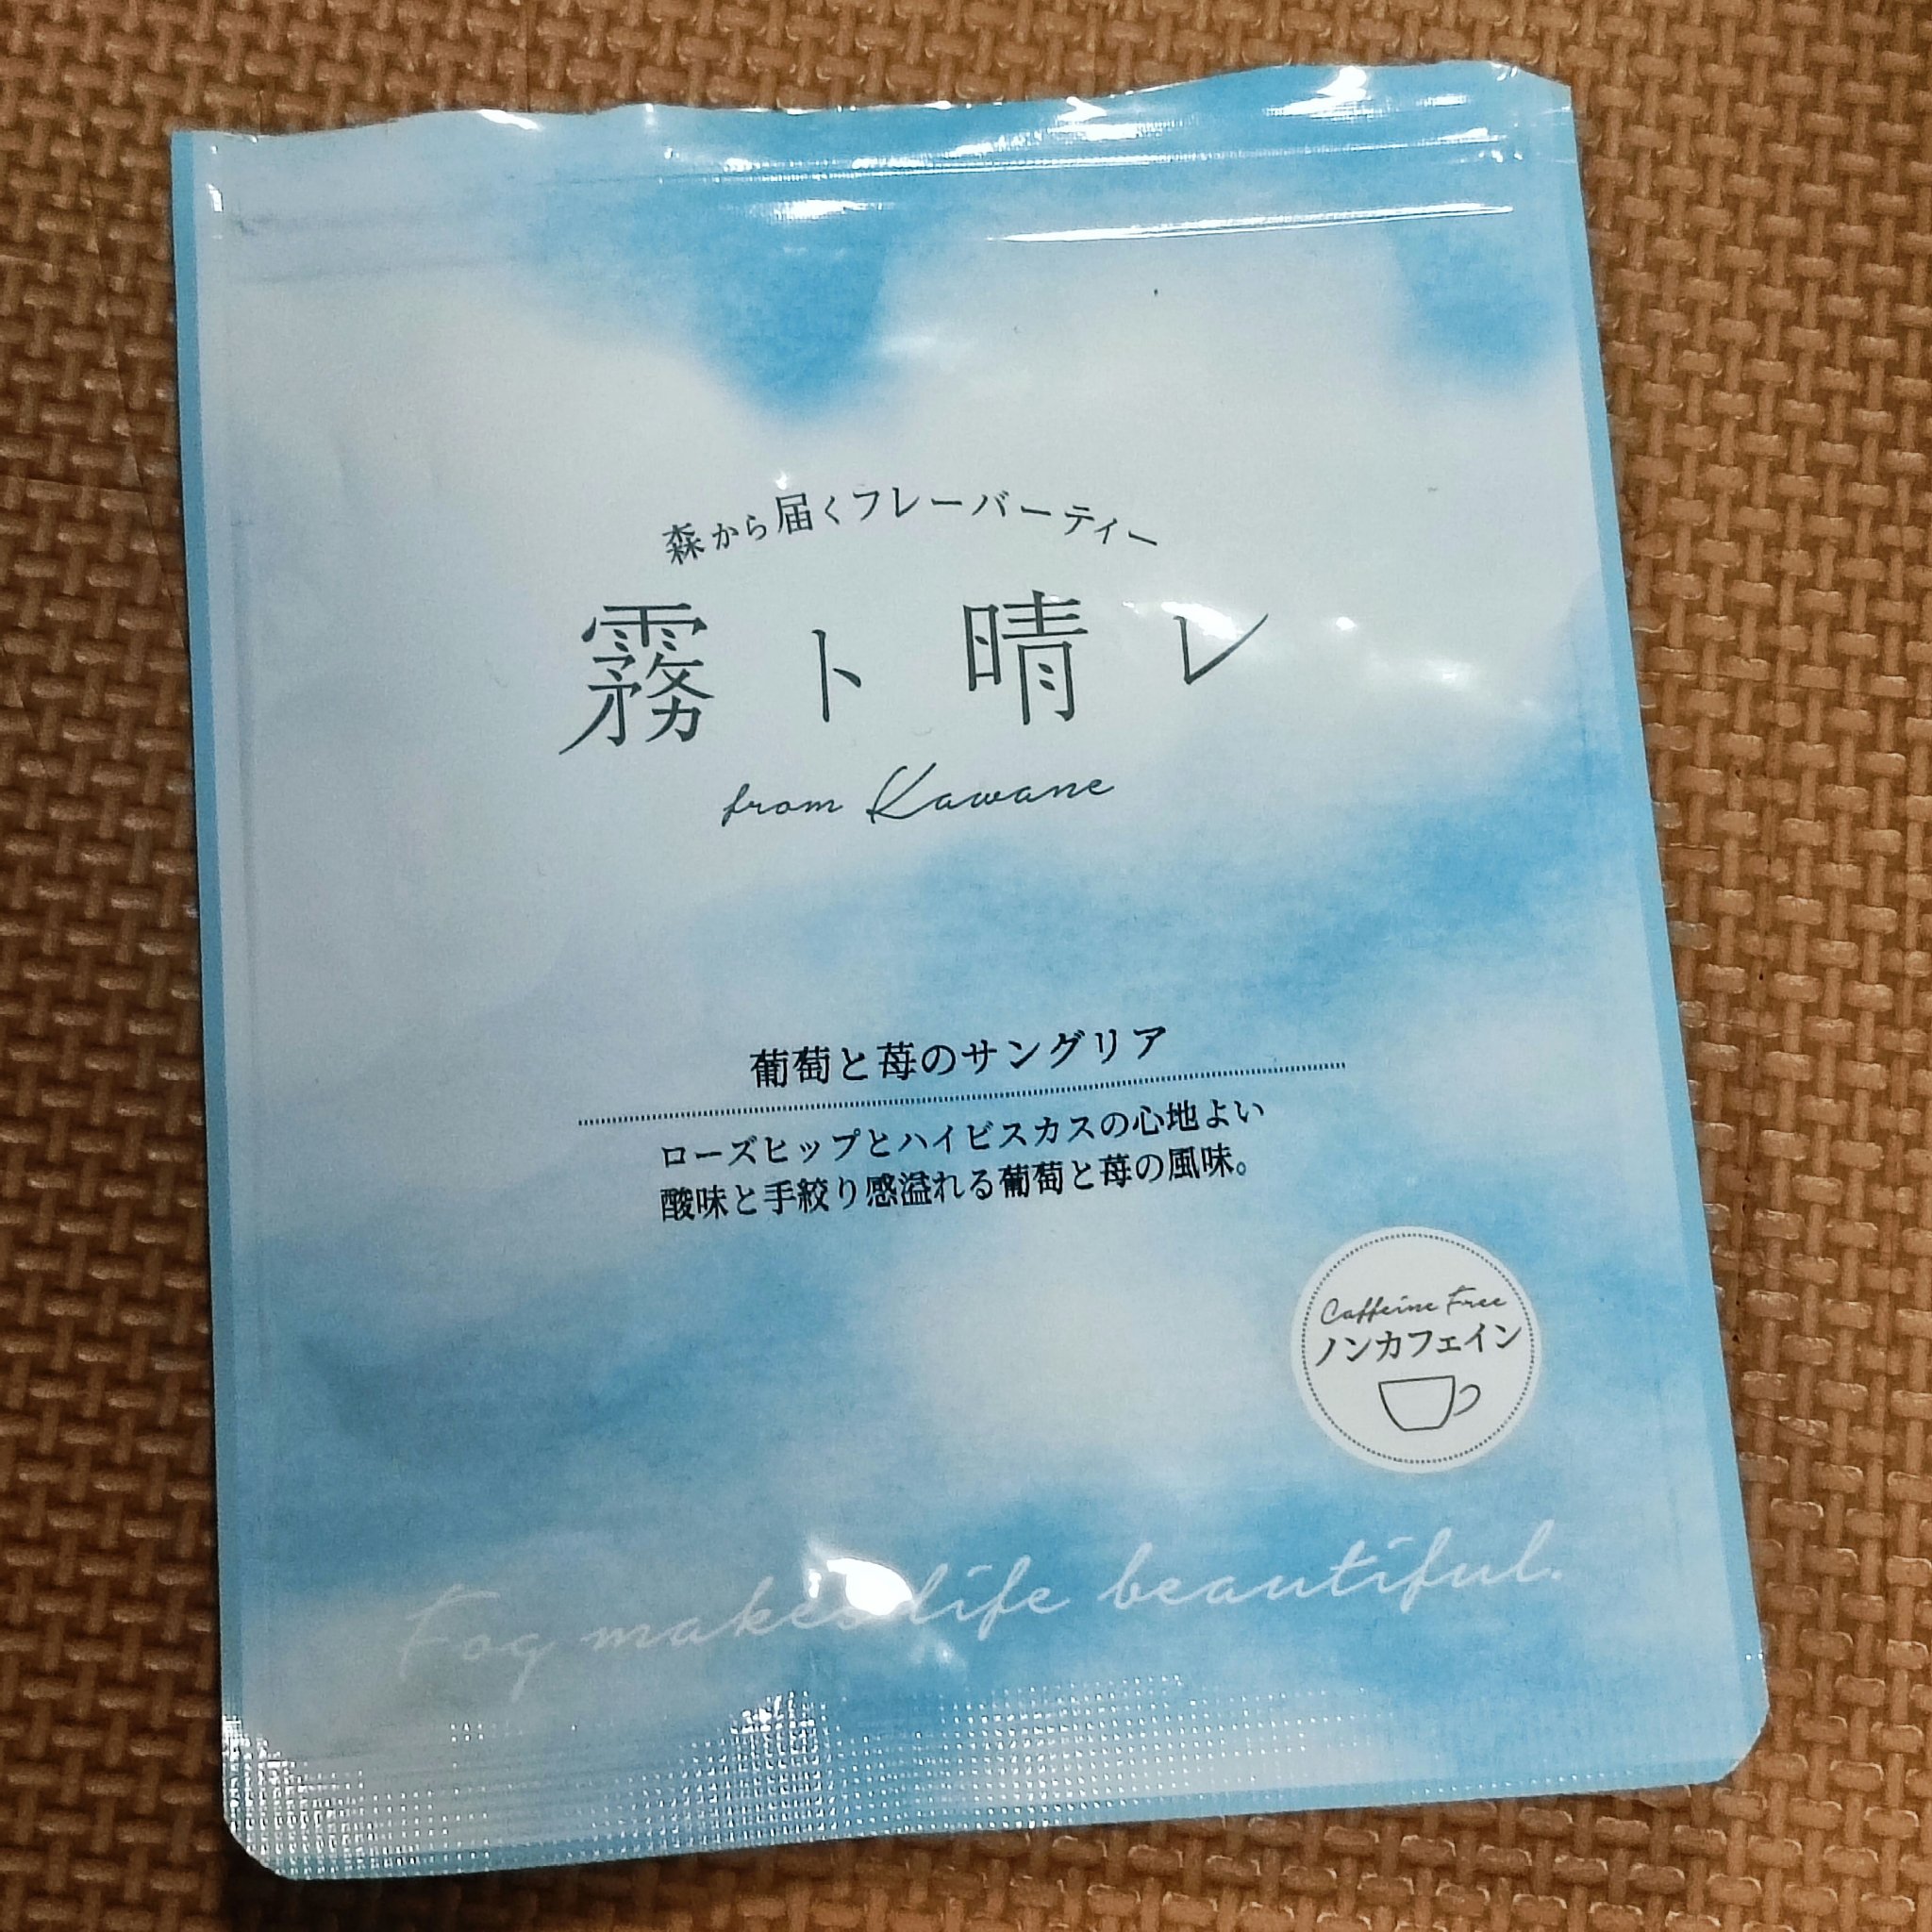 森から届くフレーバーティー
霧ト晴レ
from Kawane
葡萄と苺のサングリア
ローズヒップとハイビスカスの心地よい
酸味と手絞り感溢れる葡萄と苺の風味。
Caffeine Free
ノンカフェイン
Fog makes life beautiful.